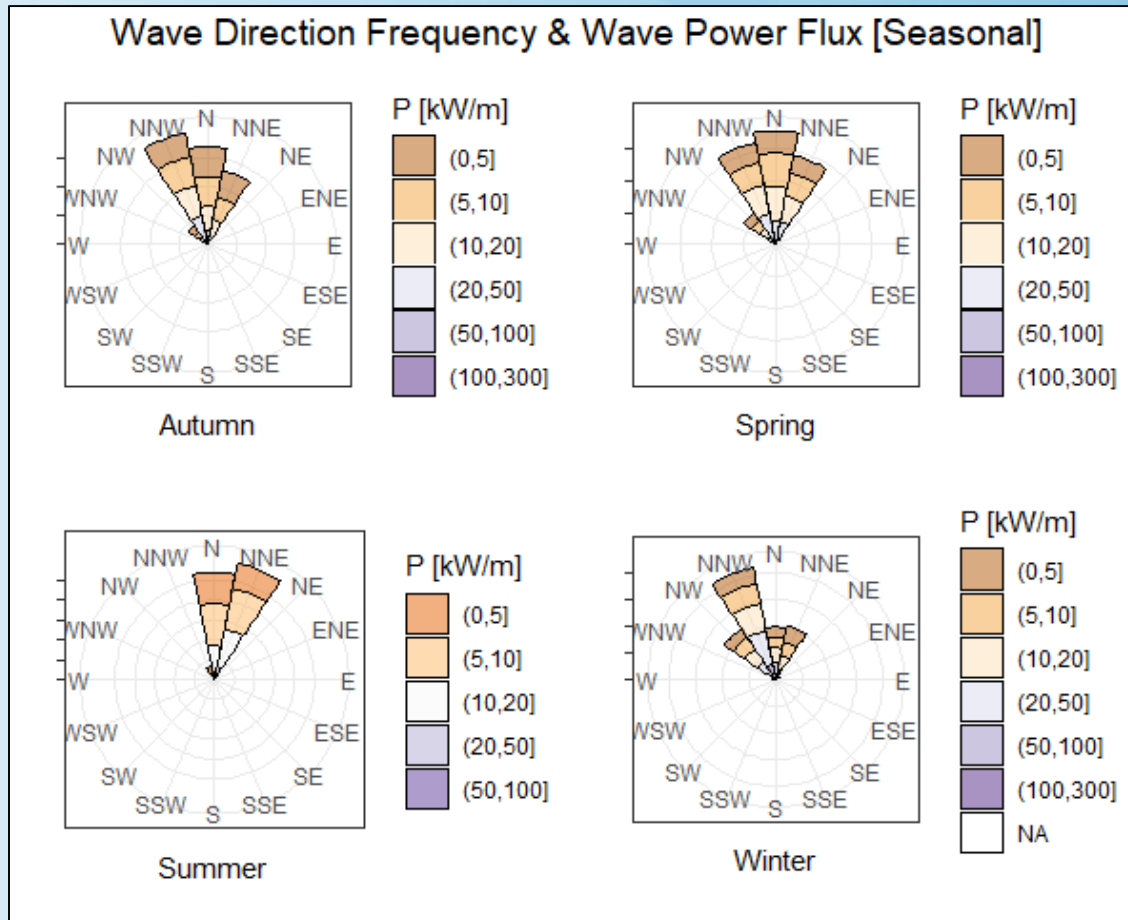 Wave Direction Frequency & Wave Power Flux [Seasonal]
N
NNW
NNE
NW
NE
WNW
ENE
W
E
WSW
ESE
SW
SE
SSW
SSE
S
Autumn
P [kW/m]
(0,5]
(5,10]
(10,20]
(20,50]
(50,100]
(100,300]
N
NNW
NNE
NW
NE
WNW
ENE
W
E
WSW
ESE
SW
SE
SSW
SSE
S
Spring
P [kW/m]
(0,5]
(5,10]
(10,20]
(20,50]
(50,100]
(100,300]
N
NNW
NNE
NW
NE
WNW
ENE
W
E
WSW
ESE
SW
SE
SSW
SSE
S
Summer
P [kW/m]
(0,5]
(5,10]
(10,20]
(20,50]
(50,100]
N
NNW
NNE
NW
NE
WNW
ENE
W
E
WSW
ESE
SW
SE
SSW
SSE
S
Winter
P [kW/m]
(0,5]
(5,10]
(10,20]
(20,50]
(50,100]
(100,300]
NA